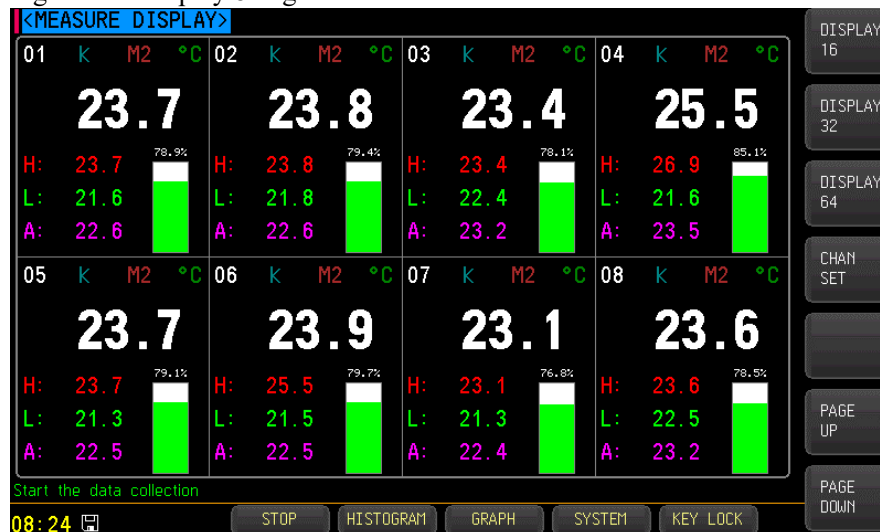 <MEASURE DISPLAY>
01 K M2 °C 02 K M2 °C 03 K M2 °C 04 K M2 °C
23.7 23.8 23.4 25.5
78.9% 79.4% 78.1% 85.1%
H: 23.7 H: 23.8 H: 23.4 H: 26.9
L: 21.6 L: 21.8 L: 22.4 L: 21.6
A: 22.6 A: 22.6 A: 23.2 A: 23.5
05 K M2 °C 06 K M2 °C 07 K M2 °C 08 K M2 °C
23.7 23.9 23.1 23.6
79.1% 79.7% 76.8% 78.5%
H: 23.7 H: 25.5 H: 23.1 H: 23.6
L: 21.3 L: 21.5 L: 21.3 L: 22.5
A: 22.5 A: 22.5 A: 22.4 A: 23.2
Start the data collection
08:24
STOP HISTOGRAM GRAPH SYSTEM KEY LOCK
DISPLAY
16
DISPLAY
32
DISPLAY
64
CHAN
SET
PAGE
UP
PAGE
DOWN